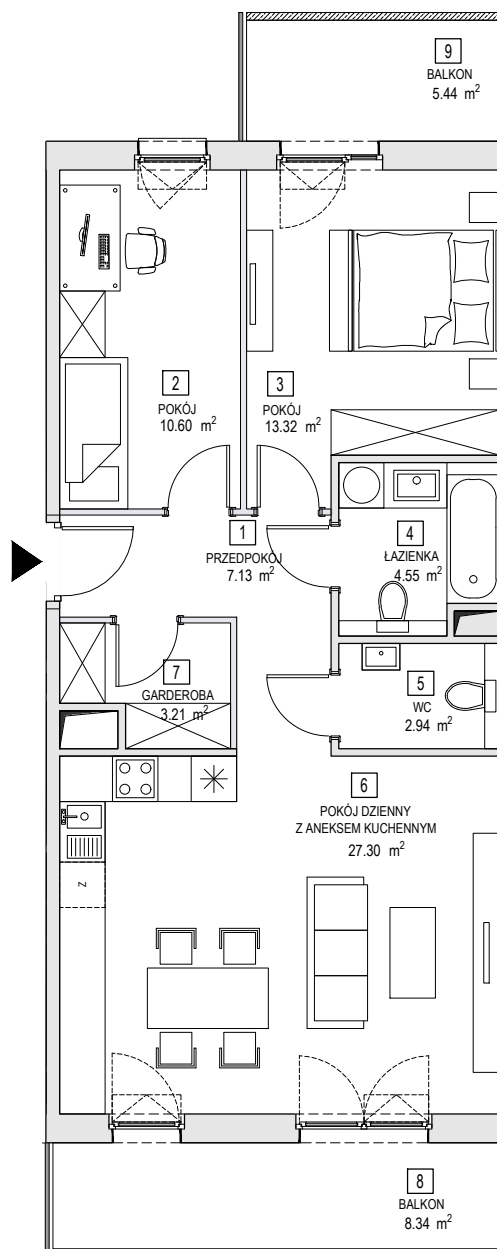 9
BALKON
5.44 m²
2
POKÓJ
10.60 m²
3
POKÓJ
13.32 m²
1
PRZEDPOKÓJ
7.13 m²
4
ŁAZIENKA
4.55 m²
7
GARDEROBA
3.21 m²
5
WC
2.94 m²
6
POKÓJ DZIENNY
Z ANEKSEM KUCHENNYM
27.30 m²
Z
8
BALKON
8.34 m²